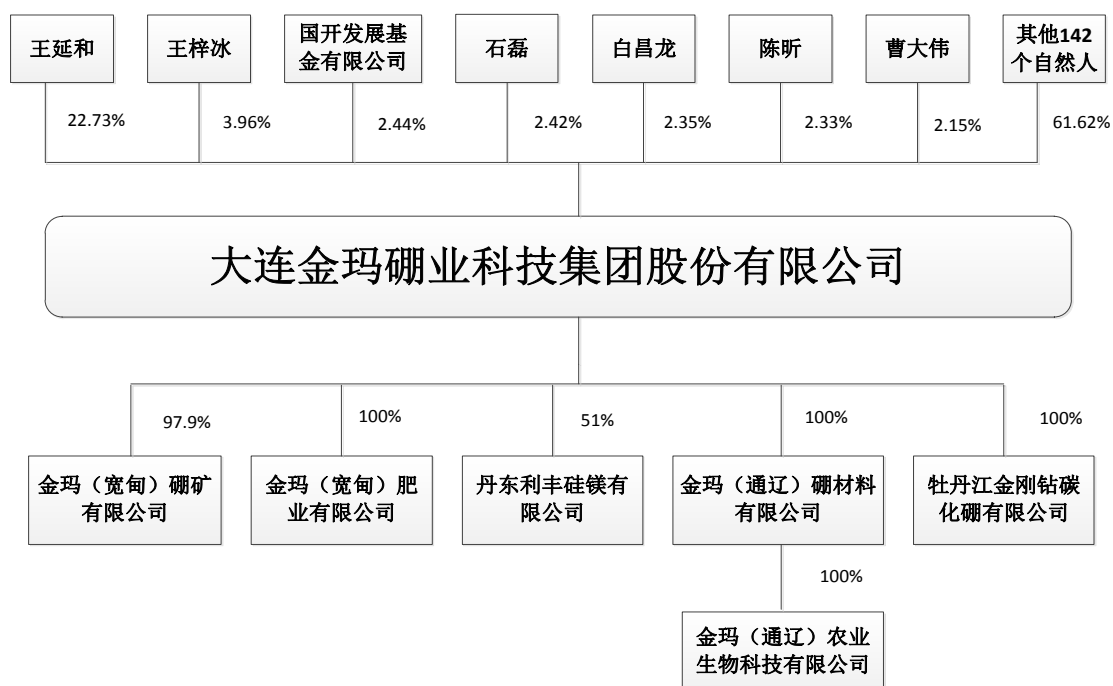 王延和
王梓冰
国开发展基
金有限公司
石磊
白昌龙
陈昕
曹大伟
其他142
个自然人
22.73%
3.96%
2.44%
2.42%
2.35%
2.33%
2.15%
61.62%
大连金玛硼业科技集团股份有限公司
97.9%
100%
51%
100%
100%
金玛（宽甸）硼矿
有限公司
金玛（宽甸）肥
业有限公司
丹东利丰硅镁有
限公司
金玛（通辽）硼材料
有限公司
牡丹江金刚钻碳
化硼有限公司
100%
金玛（通辽）农业
生物科技有限公司